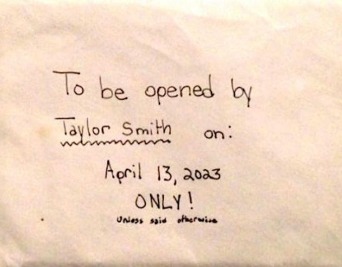 To be opened by
Taylor Smith on:
April 13, 2023
ONLY!
Unless said otherwise